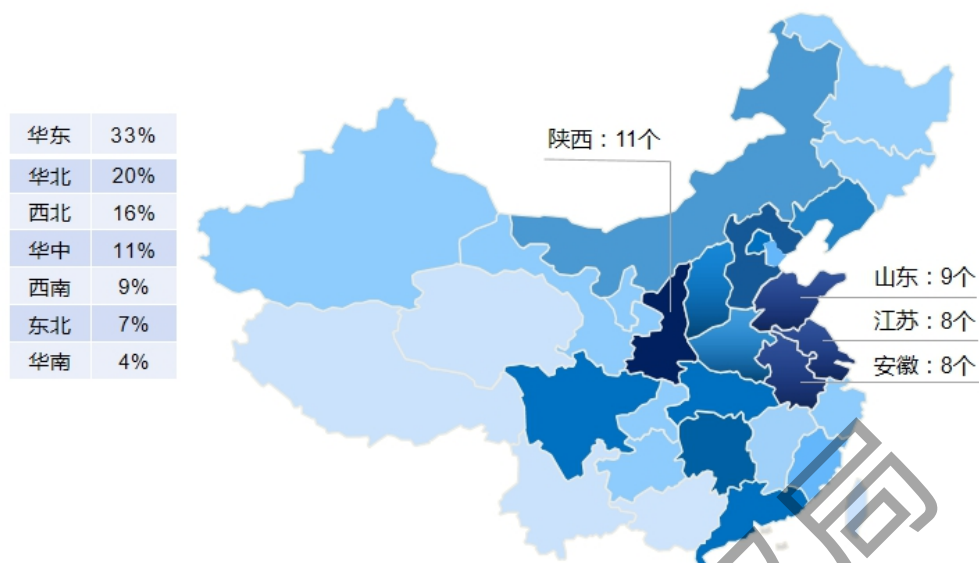 华东 33%
华北 20%
西北 16%
华中 11%
西南 9%
东北 7%
华南 4%
陕西：11个
山东：9个
江苏：8个
安徽：8个
局